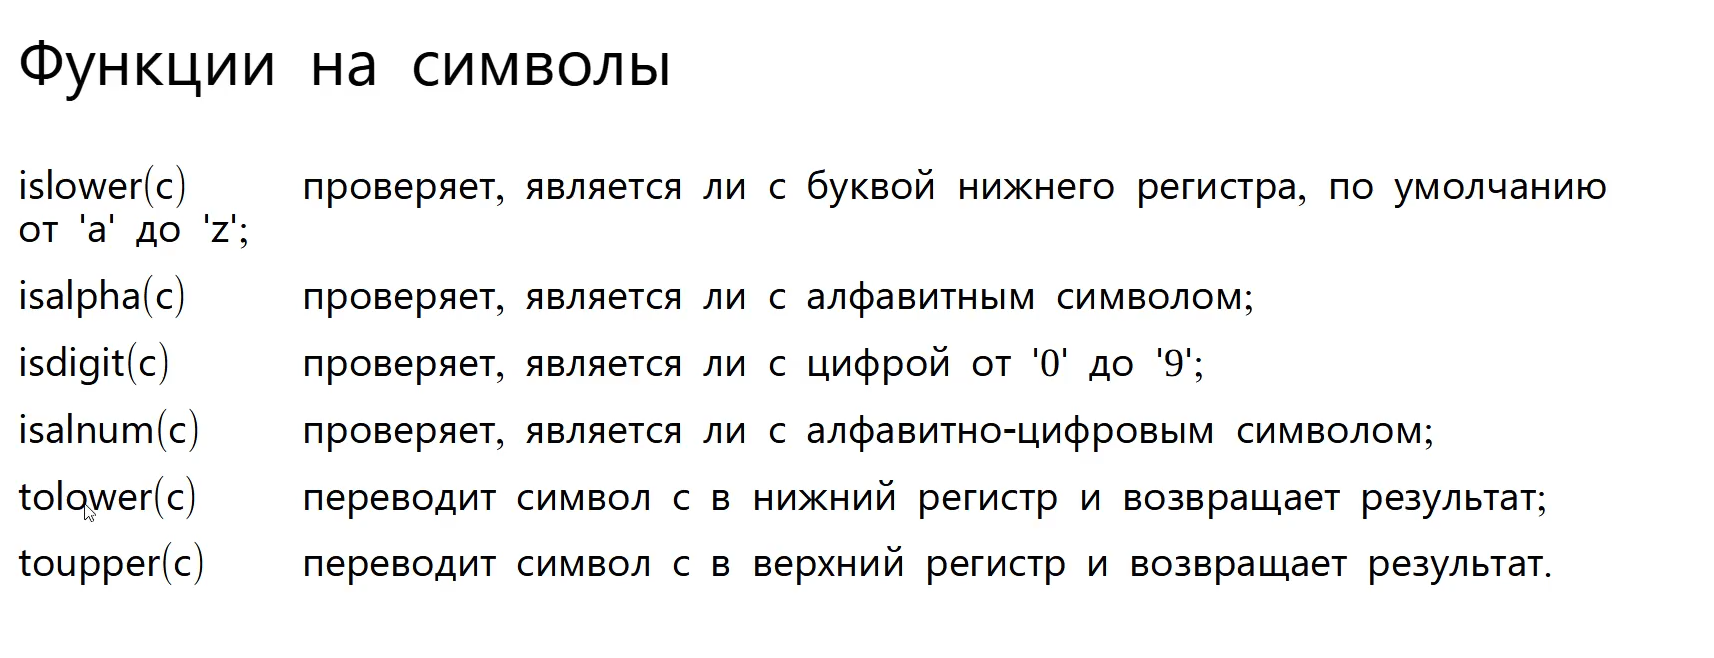 Функции на символы
islower(c) проверяет, является ли c буквой нижнего регистра, по умолчанию
от 'a' до 'z';
isalpha(c) проверяет, является ли c алфавитным символом;
isdigit(c) проверяет, является ли c цифрой от '0' до '9';
isalnum(c) проверяет, является ли c алфавитно-цифровым символом;
tolower(c) переводит символ c в нижний регистр и возвращает результат;
toupper(c) переводит символ c в верхний регистр и возвращает результат.